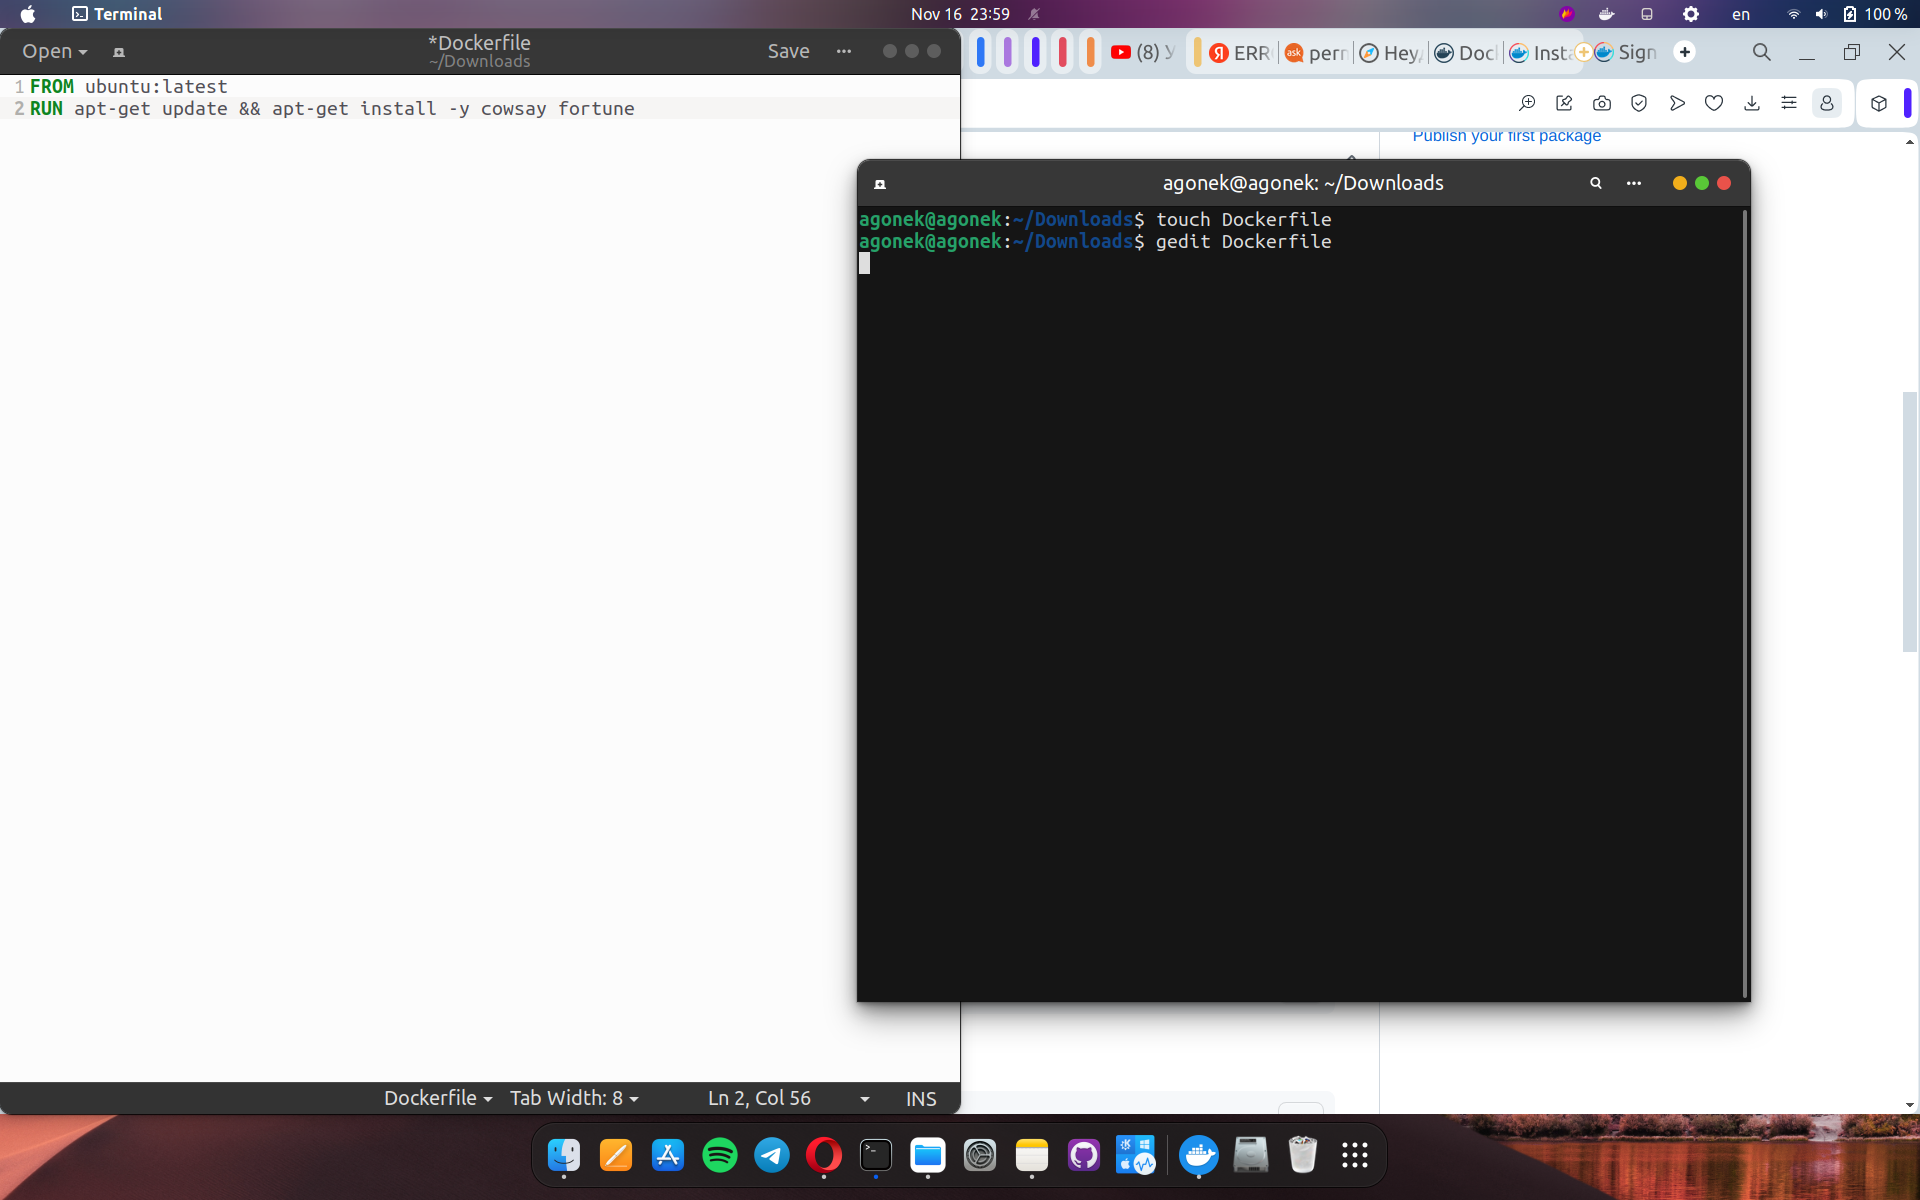 Terminal
Nov 16 23:59
en
100 %
Open
*Dockerfile
~/Downloads
Save
(8)
ERR
ask
perm
Hey,
Doc
Inst
Sign
1 FROM ubuntu:latest
2 RUN apt-get update && apt-get install -y cowsay fortune
Publish your first package
agonek@agonek: ~/Downloads
agonek@agonek:~/Downloads$ touch Dockerfile
agonek@agonek:~/Downloads$ gedit Dockerfile
Dockerfile
Tab Width: 8
Ln 2, Col 56
INS